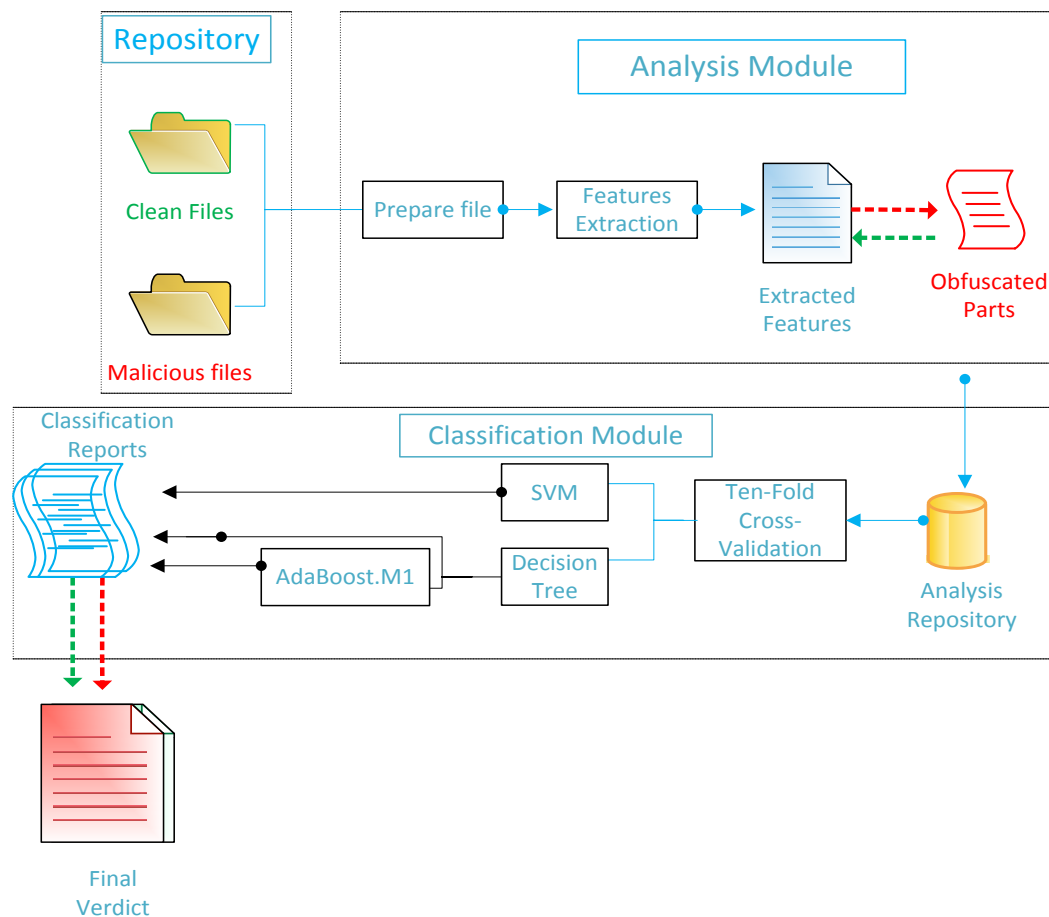 Repository
Clean Files
Malicious files
Analysis Module
Prepare file
Features
Extraction
Extracted
Features
Obfuscated
Parts
Classification
Reports
Classification Module
SVM
Ten-Fold
Cross-
Validation
AdaBoost.M1
Decision
Tree
Analysis
Repository
Final
Verdict